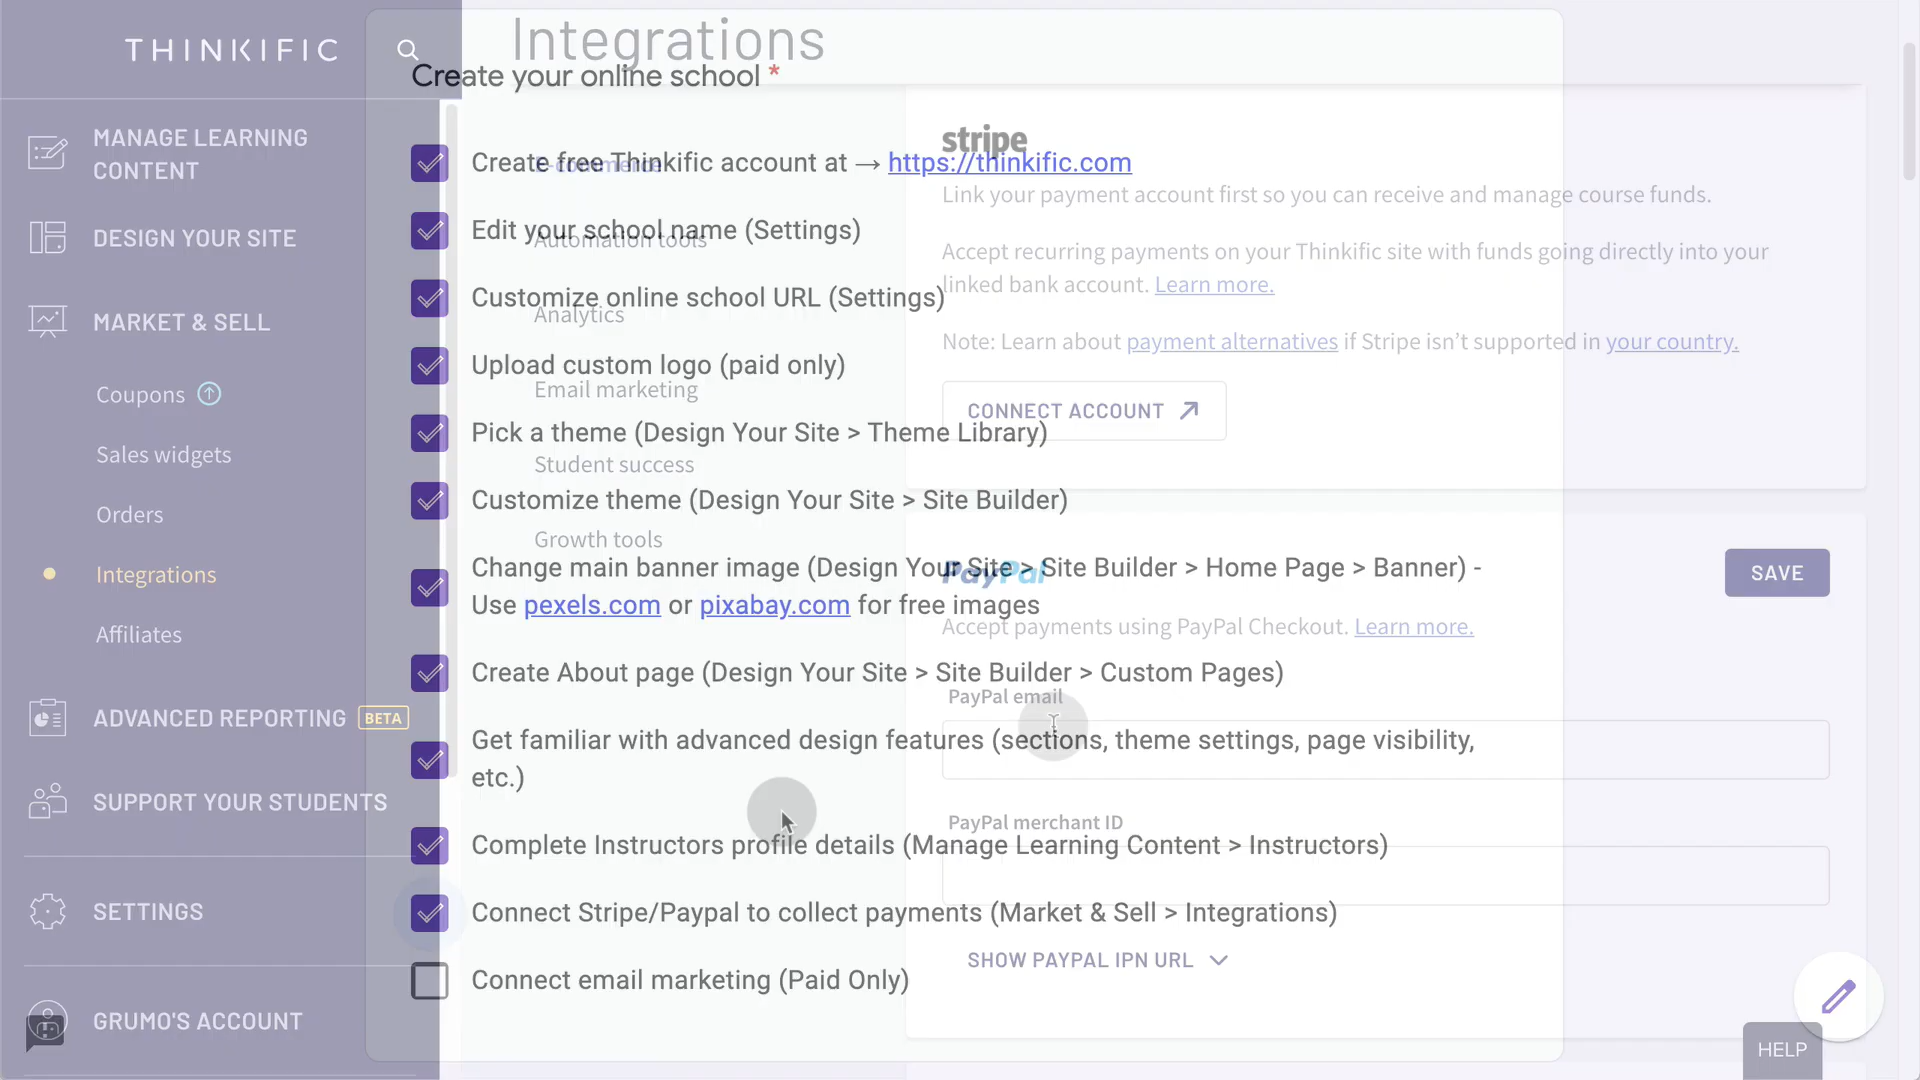 THINKIFIC
MANAGE LEARNING
CONTENT
DESIGN YOUR SITE
MARKET & SELL
Coupons
Sales widgets
Orders
Integrations
Affiliates
ADVANCED REPORTING BETA
SUPPORT YOUR STUDENTS
SETTINGS
GRUMO'S ACCOUNT
Integrations
E-commerce
Automation tools
Analytics
Email marketing
Student success
Growth tools
Create your online school *
Create free Thinkific account at → https://thinkific.com
Edit your school name (Settings)
Customize online school URL (Settings)
Upload custom logo (paid only)
Pick a theme (Design Your Site > Theme Library)
Customize theme (Design Your Site > Site Builder)
Change main banner image (Design Your Site > Site Builder > Home Page > Banner) -
Use pexels.com or pixabay.com for free images
Create About page (Design Your Site > Site Builder > Custom Pages)
Get familiar with advanced design features (sections, theme settings, page visibility,
etc.)
Complete Instructors profile details (Manage Learning Content > Instructors)
Connect Stripe/Paypal to collect payments (Market & Sell > Integrations)
Connect email marketing (Paid Only)
stripe
Link your payment account first so you can receive and manage course funds.
Accept recurring payments on your Thinkific site with funds going directly into your
linked bank account. Learn more.
Note: Learn about payment alternatives if Stripe isn't supported in your country.
CONNECT ACCOUNT
PayPal
SAVE
Accept payments using PayPal Checkout. Learn more.
PayPal email
PayPal merchant ID
SHOW PAYPAL IPN URL
HELP